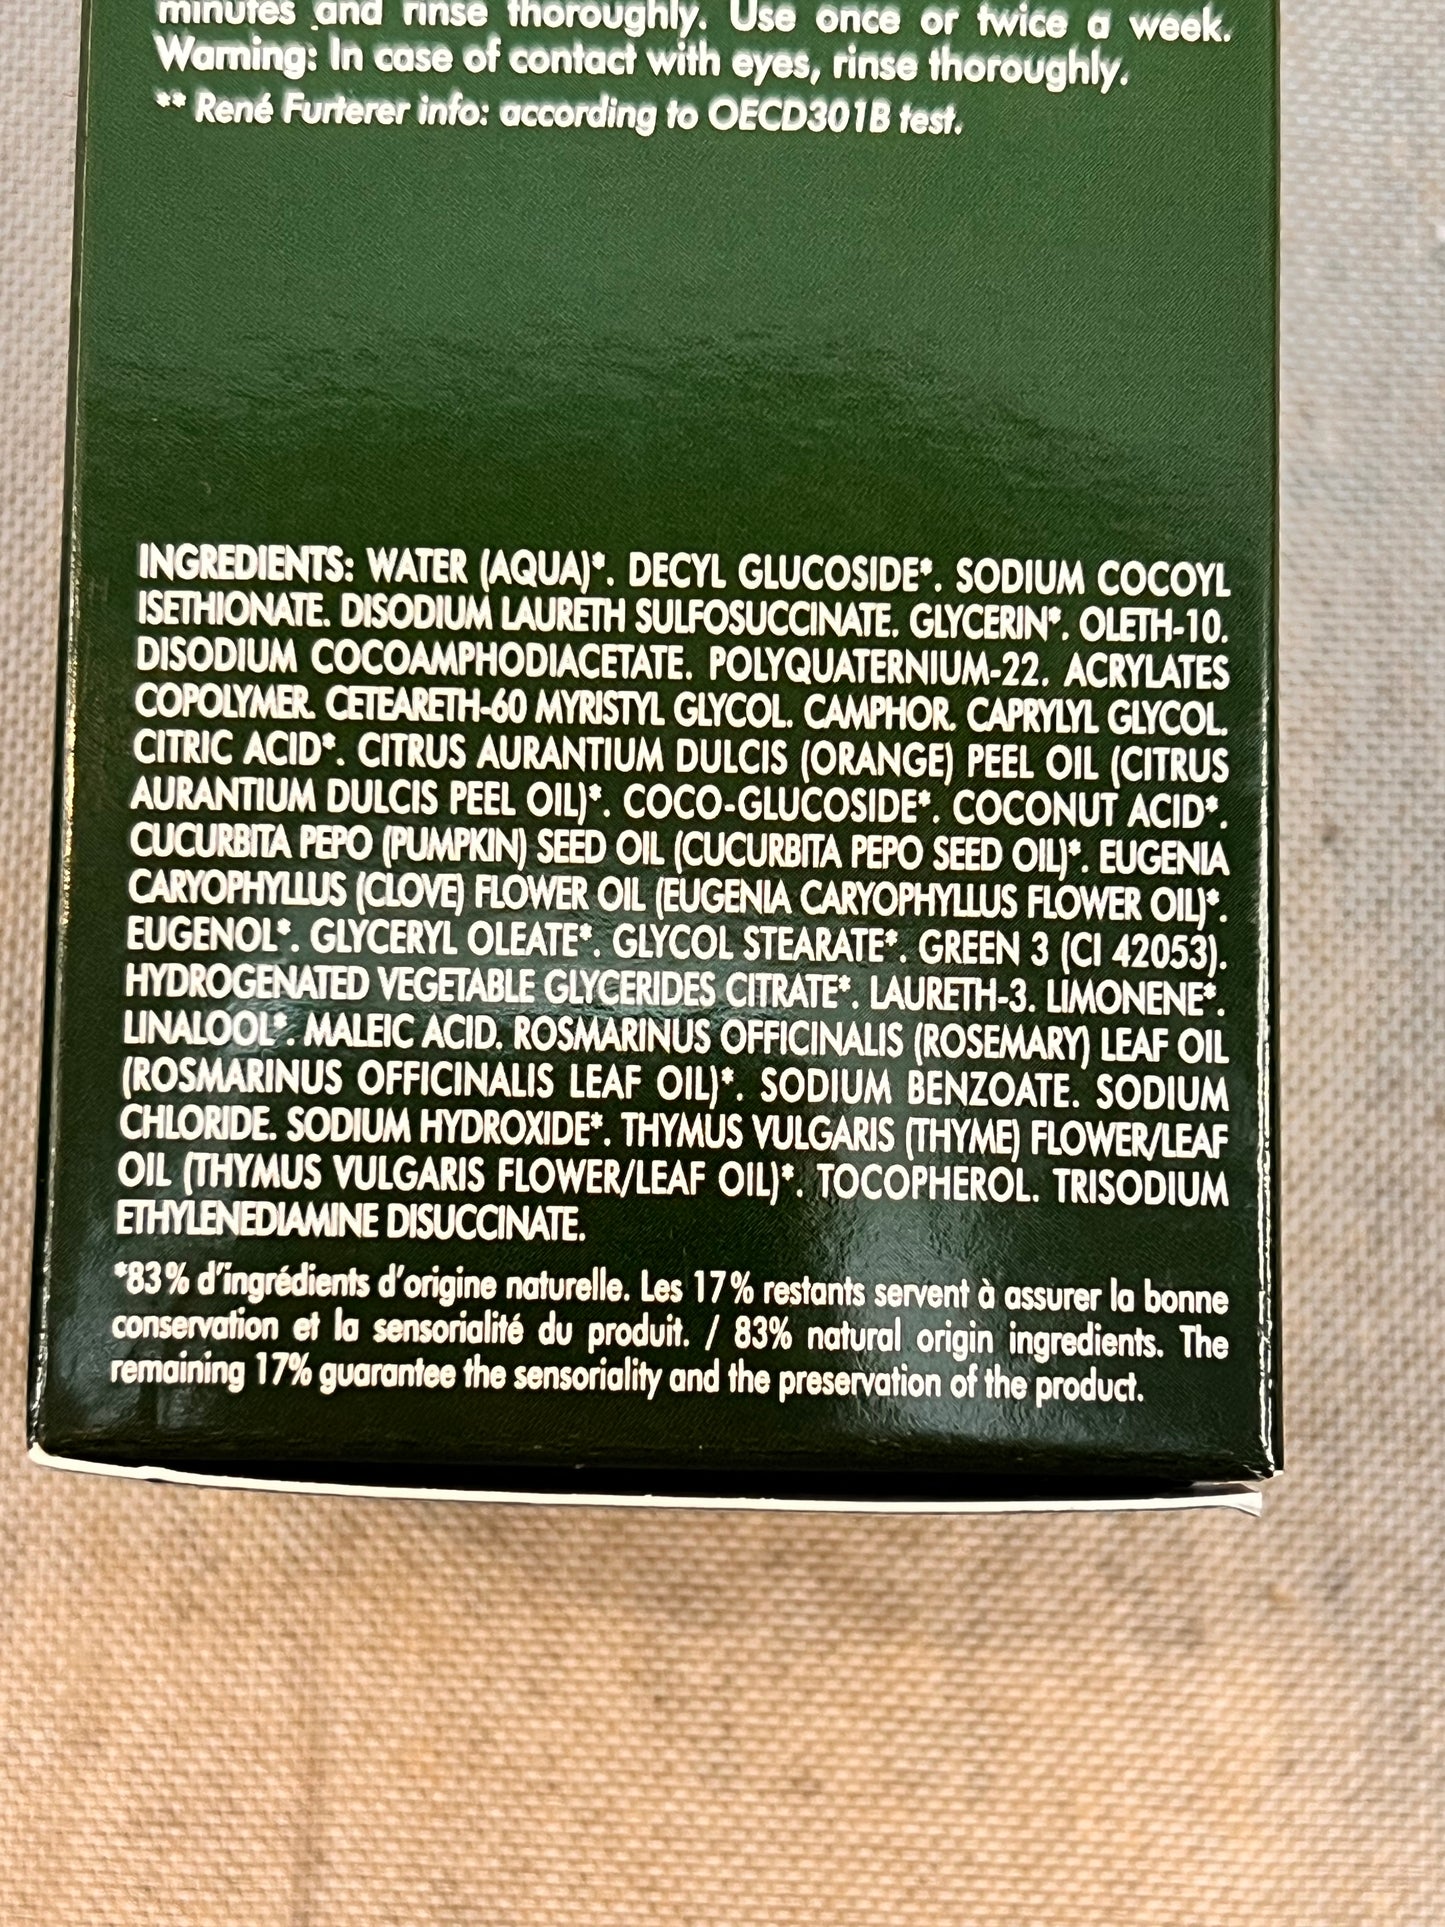 minutes and rinse thoroughly. Use once or twice a week.
Warning: In case of contact with eyes, rinse thoroughly.
** René Furterer info: according to OECD301B test.
INGREDIENTS: WATER (AQUA)*. DECYL GLUCOSIDE*. SODIUM COCOYL
ISETHIONATE. DISODIUM LAURETH SULFOSUCCINATE. GLYCERIN*. OLETH-10.
DISODIUM COCOAMPHODIACETATE. POLYQUATERNIUM-22. ACRYLATES
COPOLYMER. CETEARETH-60 MYRISTYL GLYCOL. CAMPHOR. CAPRYLYL GLYCOL.
CITRIC ACID*. CITRUS AURANTIUM DULCIS (ORANGE) PEEL OIL (CITRUS
AURANTIUM DULCIS PEEL OIL)*. COCO-GLUCOSIDE*. COCONUT ACID*.
CUCURBITA PEPO (PUMPKIN) SEED OIL (CUCURBITA PEPO SEED OIL)*. EUGENIA
CARYOPHYLLUS (CLOVE) FLOWER OIL (EUGENIA CARYOPHYLLUS FLOWER OIL)*.
EUGENOL*. GLYCERYL OLEATE*. GLYCOL STEARATE*. GREEN 3 (CI 42053).
HYDROGENATED VEGETABLE GLYCERIDES CITRATE*. LAURETH-3. LIMONENE*.
LINALOOL*. MALEIC ACID. ROSMARINUS OFFICINALIS (ROSEMARY) LEAF OIL
(ROSMARINUS OFFICINALIS LEAF OIL)*. SODIUM BENZOATE. SODIUM
CHLORIDE. SODIUM HYDROXIDE*. THYMUS VULGARIS (THYME) FLOWER/LEAF
OIL (THYMUS VULGARIS FLOWER/LEAF OIL)*. TOCOPHEROL. TRISODIUM
ETHYLENEDIAMINE DISUCCINATE.
*83% d'ingrédients d'origine naturelle. Les 17% restants servent à assurer la bonne
conservation et la sensorialité du produit. / 83% natural origin ingredients. The
remaining 17% guarantee the sensoriality and the preservation of the product.